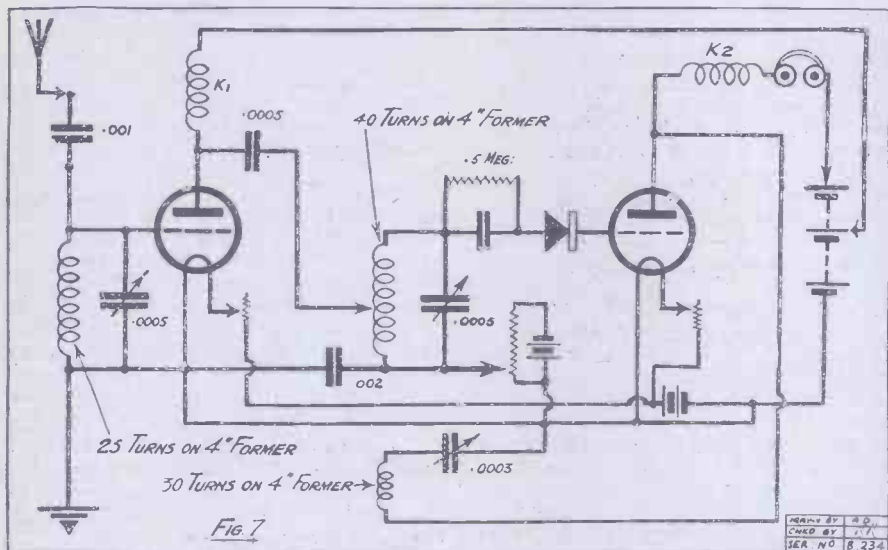 K1
K2
.001
.0005
40 TURNS ON 4" FORMER
.5 MEG:
.0005
.0005
.002
25 TURNS ON 4" FORMER
.0003
30 TURNS ON 4" FORMER
FIG. 7
DRAWN BY
CHKD BY
SER. NO B 234